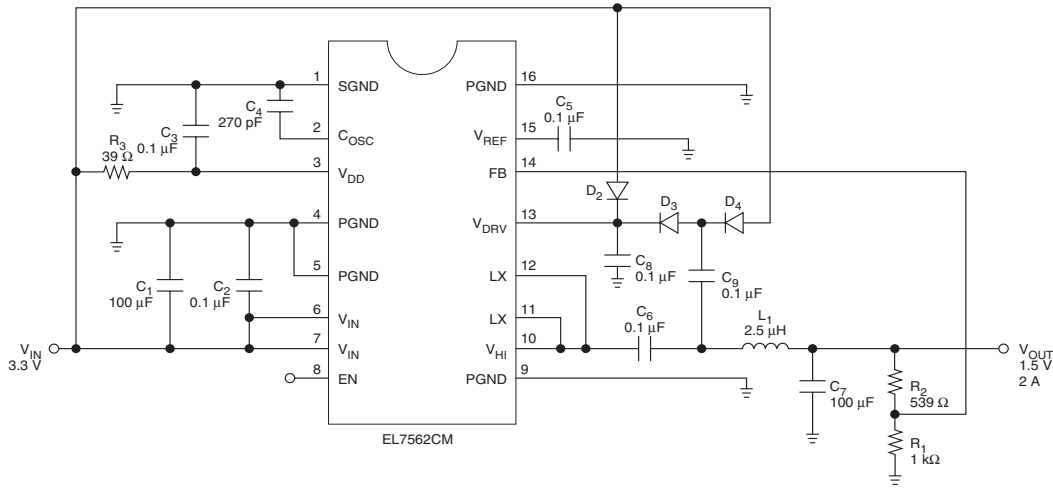 1 SGND
C4
270 pF
2 COSC
C3
0.1 µF
R3
39 Ω
3 VDD
4 PGND
5 PGND
C1
100 µF
C2
0.1 µF
6 VIN
7 VIN
VIN
3.3 V
8 EN
EL7562CM
PGND 16
C5
0.1 µF
VREF 15
FB 14
D2
D3
D4
VDRV 13
C8
0.1 µF
C9
0.1 µF
LX 12
LX 11
C6
0.1 µF
L1
2.5 µH
VHI 10
PGND 9
C7
100 µF
R2
539 Ω
R1
1 kΩ
VOUT
1.5 V
2 A